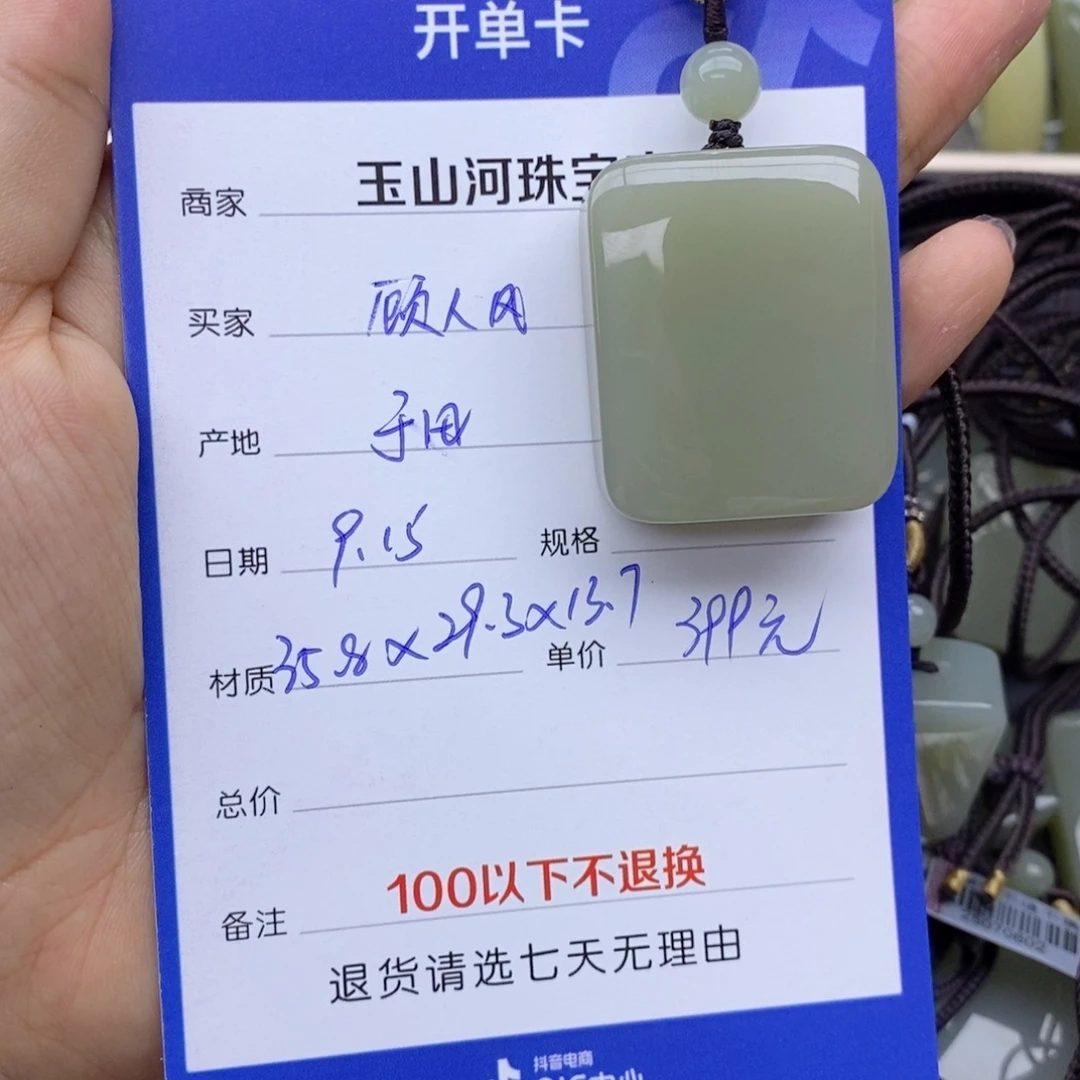 开单卡
商家 玉山河珠宝
买家 顾人
产地 于田
日期 9.15 规格
材质 35.8×29.3×13.7 单价 399元
总价
备注 100以下不退换
退货请选七天无理由
抖音电商